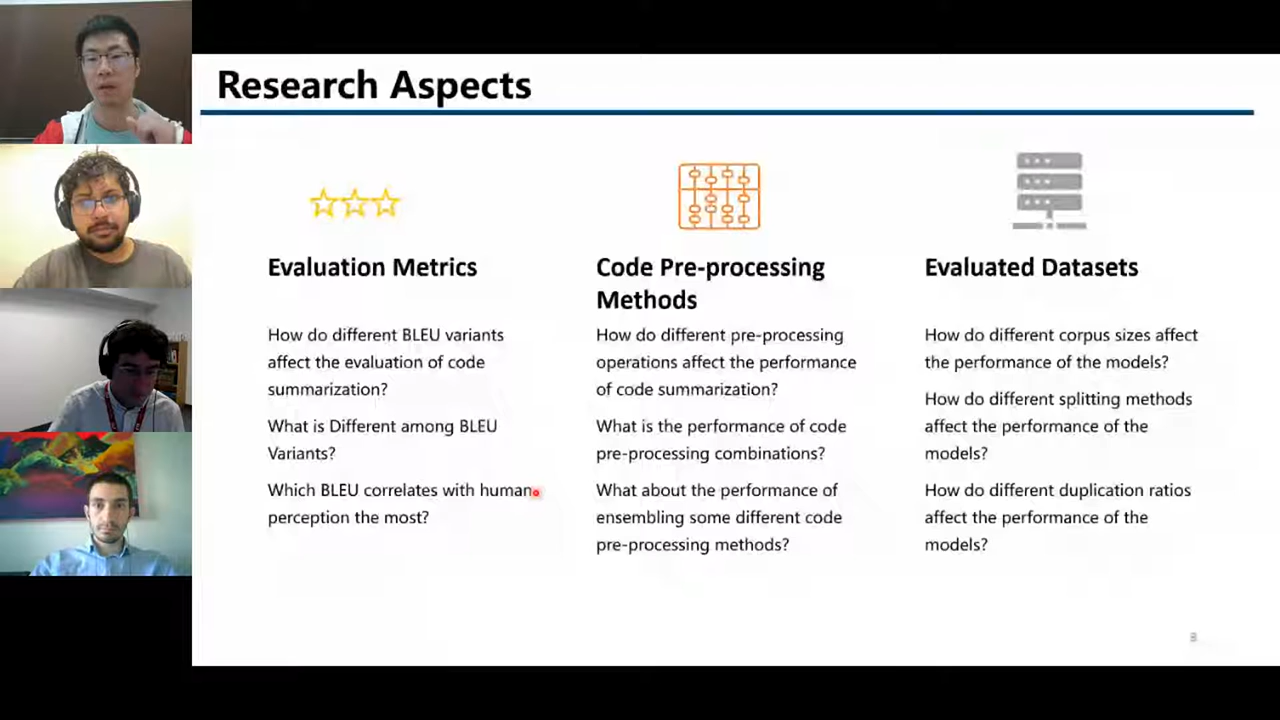 Research Aspects
Evaluation Metrics
How do different BLEU variants
affect the evaluation of code
summarization?
What is Different among BLEU
Variants?
Which BLEU correlates with human
perception the most?
Code Pre-processing
Methods
How do different pre-processing
operations affect the performance
of code summarization?
What is the performance of code
pre-processing combinations?
What about the performance of
ensembling some different code
pre-processing methods?
Evaluated Datasets
How do different corpus sizes affect
the performance of the models?
How do different splitting methods
affect the performance of the
models?
How do different duplication ratios
affect the performance of the
models?